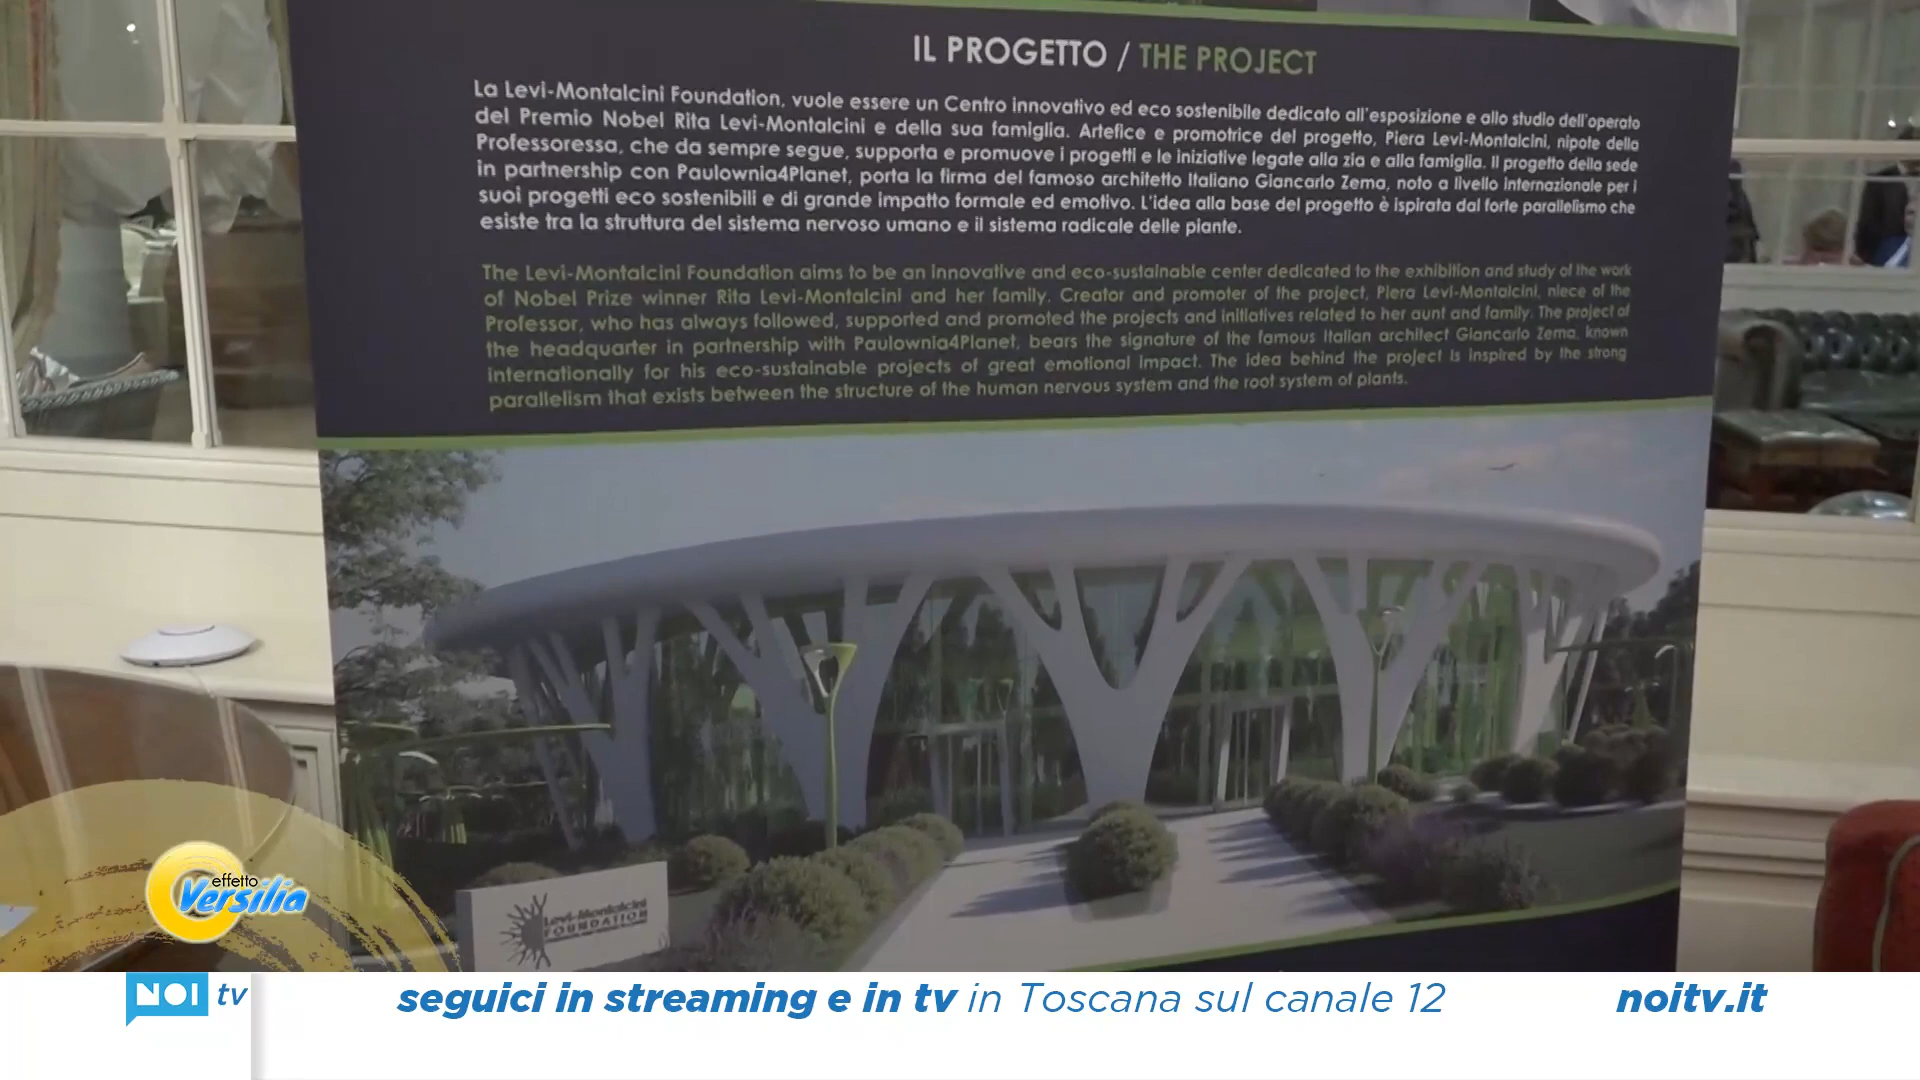 IL PROGETTO / THE PROJECT
La Levi-Montalcini Foundation, vuole essere un Centro innovativo ed eco sostenibile dedicato all'esposizione e allo studio dell'operato
del Premio Nobel Rita Levi-Montalcini e della sua famiglia. Artefice e promotrice del progetto, Piera Levi-Montalcini, nipote della
Professoressa, che da sempre segue, supporta e promuove i progetti e le iniziative legate alla zia e alla famiglia. Il progetto della sede
in partnership con Paulownia4Planet, porta la firma del famoso architetto Italiano Giancarlo Zema, noto a livello internazionale per i
suoi progetti eco sostenibili e di grande impatto formale ed emotivo. L'idea alla base del progetto è ispirata dal forte parallelismo che
esiste tra la struttura del sistema nervoso umano e il sistema radicale delle piante.
The Levi-Montalcini Foundation aims to be an innovative and eco-sustainable center dedicated to the exhibition and study of the work
of Nobel Prize winner Rita Levi-Montalcini and her family. Creator and promoter of the project, Piera Levi-Montalcini, niece of the
Professor, who has always followed, supported and promoted the projects and initiatives related to her aunt and family. The project of
the headquarter in partnership with Paulownia4Planet, bears the signature of the famous Italian architect Giancarlo Zema, known
internationally for his eco-sustainable projects of great emotional impact. The idea behind the project is inspired by the strong
parallelism that exists between the structure of the human nervous system and the root system of plants.
Levi-Montalcini
FOUNDATION
effetto
Versilia
NOI tv
seguici in streaming e in tv in Toscana sul canale 12
noitv.it